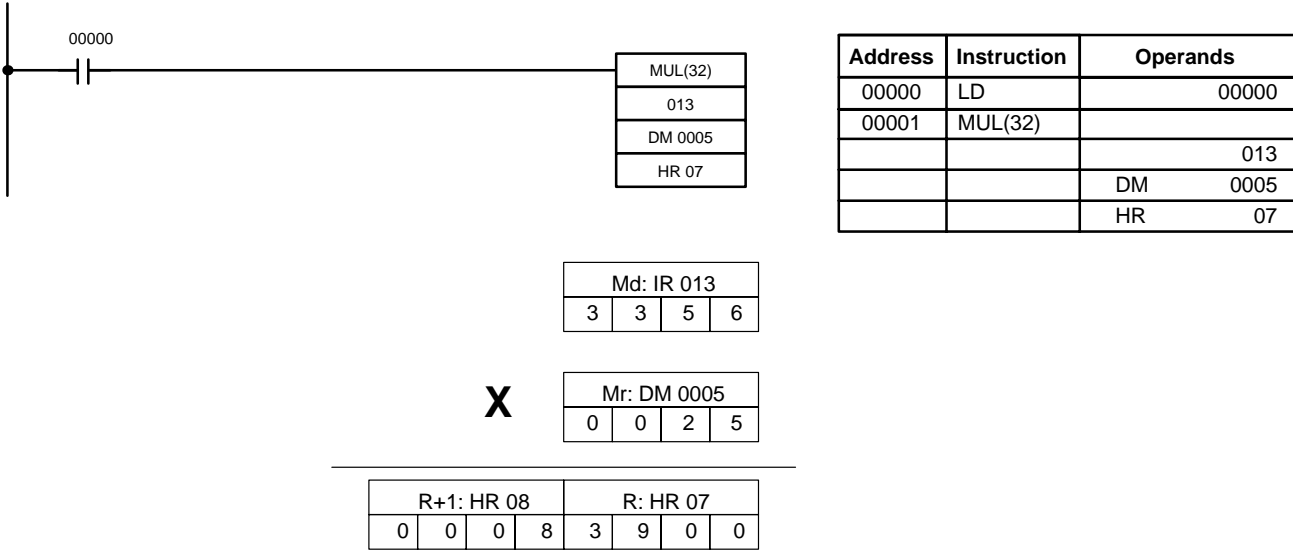 00000
MUL(32)
013
DM 0005
HR 07
Address Instruction Operands
00000 LD 00000
00001 MUL(32)
013
DM 0005
HR 07
Md: IR 013
3 3 5 6
X
Mr: DM 0005
0 0 2 5
R+1: HR 08 R: HR 07
0 0 0 8 3 9 0 0